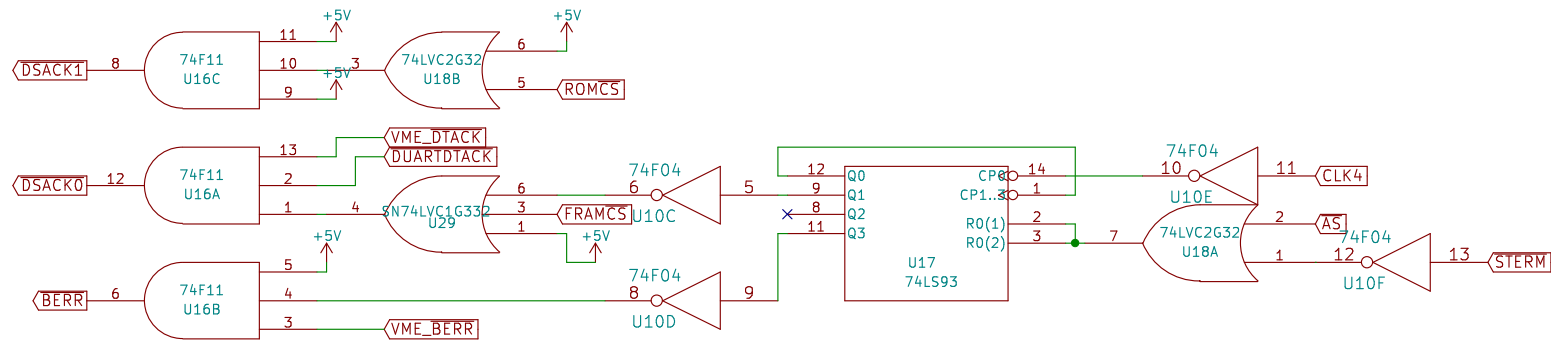 +5V
+5V
11
74F11
74LVC2G32
6
DSACK1
8
10
3
+5V
U16C
U18B
9
5
ROMCS
VME_DTACK
13
DUARTDTACK
74F04
74F04
74F11
12
Q0
CP0
14
10
11
CLK4
DSACK0
12
2
6
5
9
Q1
CP1..3
1
U10E
U16A
6
1
4
SN74LVC1G332
U29
3
FRAMCS
U10C
8
Q2
R0(1)
2
2
AS
1
11
Q3
R0(2)
3
7
74LVC2G32
U18A
74F04
+5V
+5V
5
74F04
U17
74LS93
1
12
13
STERM
U10F
74F11
BERR
6
4
8
9
U16B
U10D
3
VME_BERR